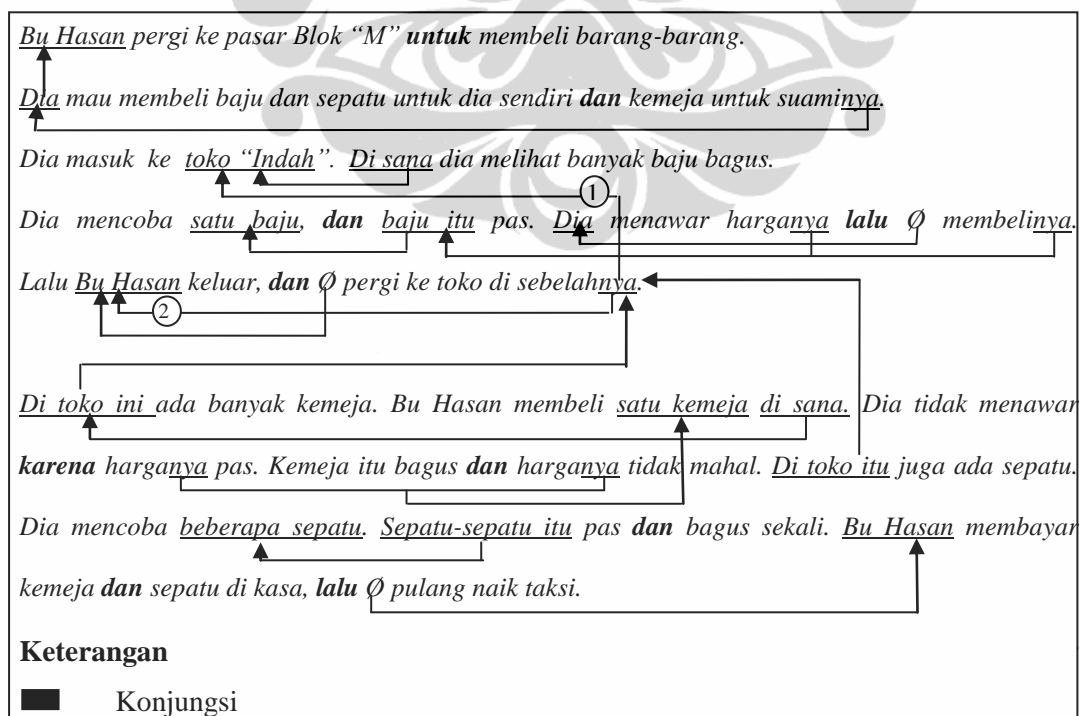 Bu Hasan pergi ke pasar Blok “M” untuk membeli barang-barang.
Dia mau membeli baju dan sepatu untuk dia sendiri dan kemeja untuk suaminya.
Dia masuk ke toko “Indah”. Di sana dia melihat banyak baju bagus.
1
Dia mencoba satu baju, dan baju itu pas. Dia menawar harganya lalu Ø membelinya.
Lalu Bu Hasan keluar, dan Ø pergi ke toko di sebelahnya.
2
Di toko ini ada banyak kemeja. Bu Hasan membeli satu kemeja di sana. Dia tidak menawar
karena harganya pas. Kemeja itu bagus dan harganya tidak mahal. Di toko itu juga ada sepatu.
Dia mencoba beberapa sepatu. Sepatu-sepatu itu pas dan bagus sekali. Bu Hasan membayar
kemeja dan sepatu di kasa, lalu Ø pulang naik taksi.
Keterangan
Konjungsi